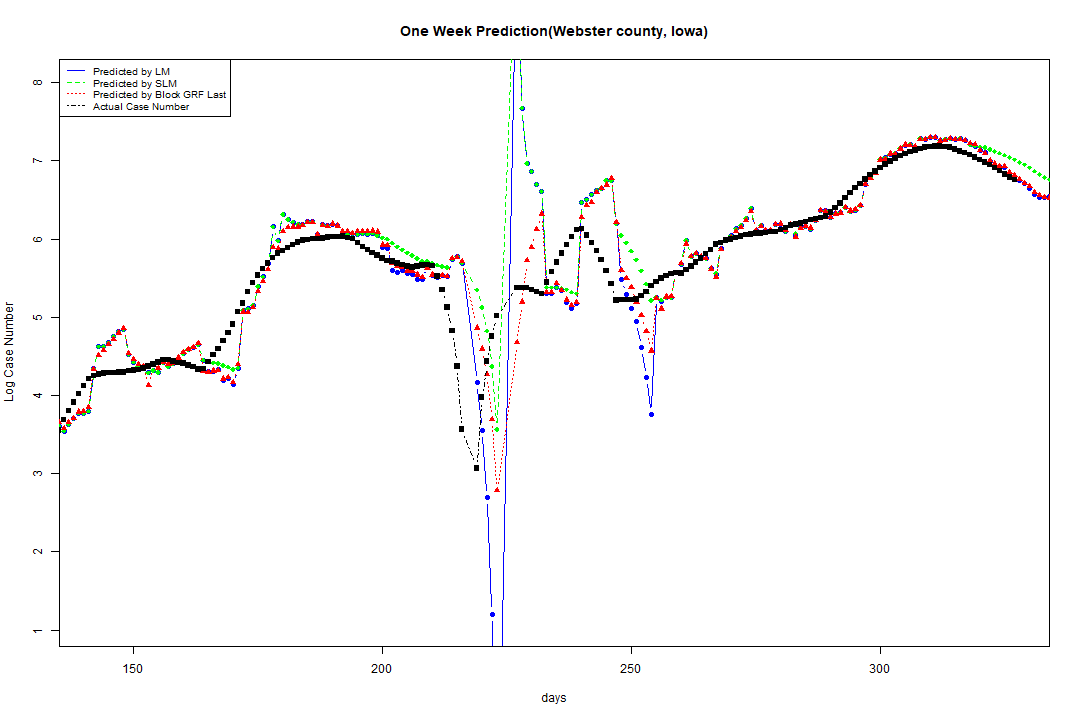 One Week Prediction(Webster county, Iowa)
Predicted by LM
Predicted by SLM
Predicted by Block GRF Last
Actual Case Number
Log Case Number
8
7
6
5
4
3
2
1
150 200 250 300
days